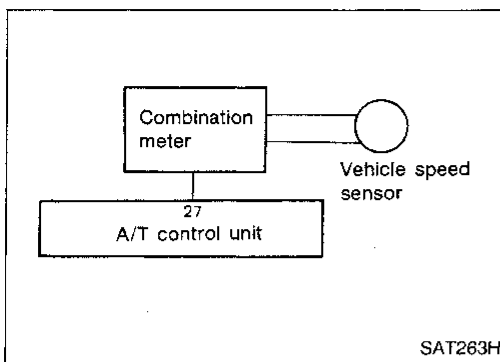 Combination
meter
Vehicle speed
sensor
27
A/T control unit
SAT263H